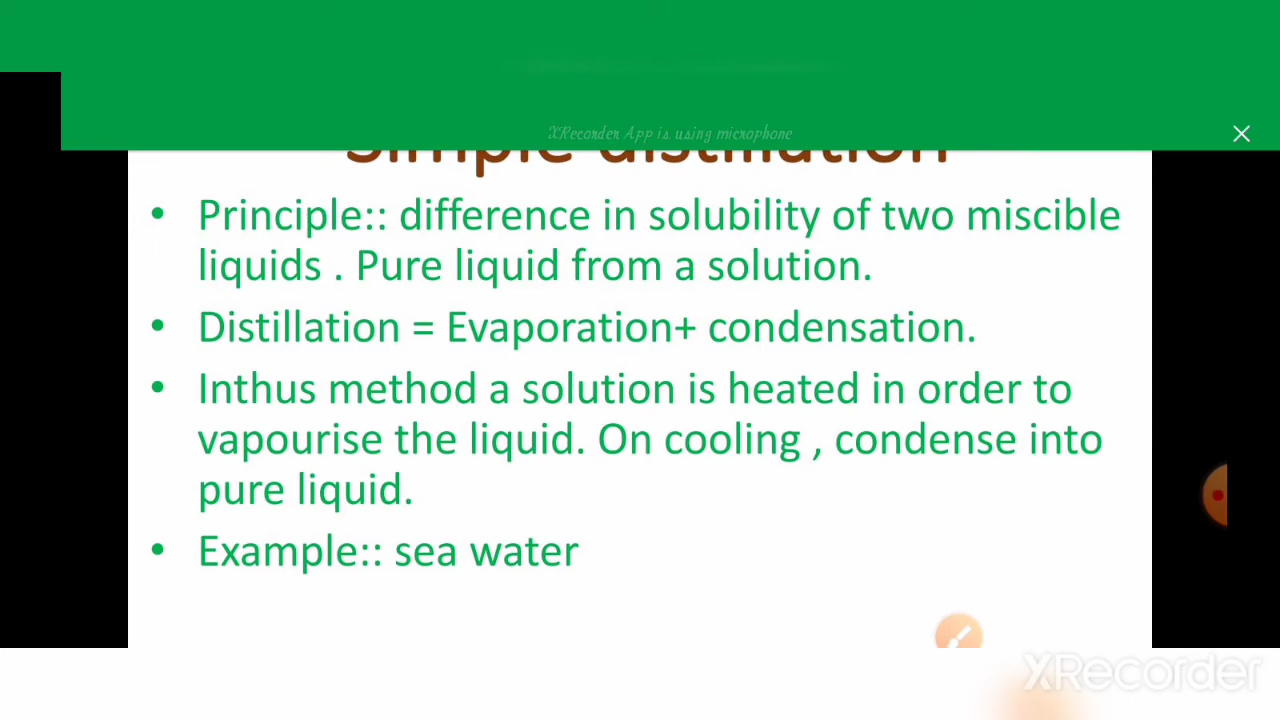 XRecorder App is using microphone
Simple distillation
• Principle:: difference in solubility of two miscible
liquids . Pure liquid from a solution.
• Distillation = Evaporation+ condensation.
• Inthus method a solution is heated in order to
vapourise the liquid. On cooling , condense into
pure liquid.
• Example:: sea water
XRecorder